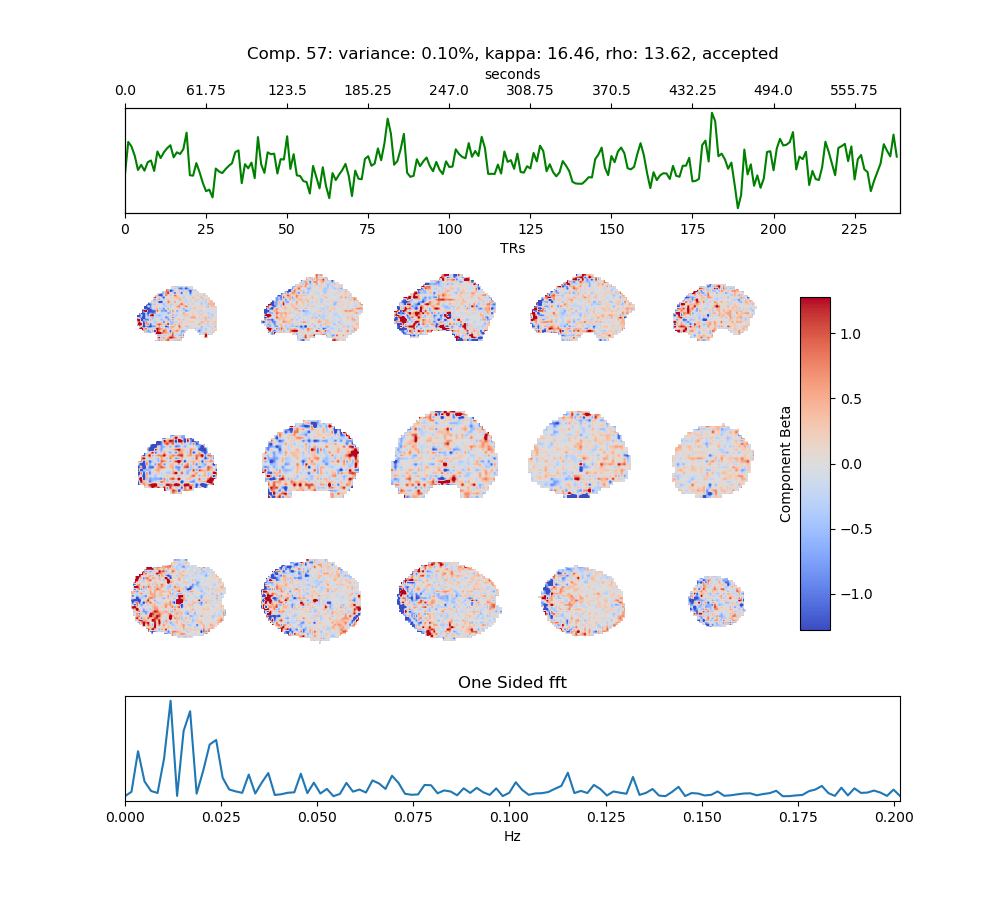 Comp. 57: variance: 0.10%, kappa: 16.46, rho: 13.62, accepted
seconds
0.0 61.75 123.5 185.25 247.0 308.75 370.5 432.25 494.0 555.75
0 25 50 75 100 125 150 175 200 225
TRs
1.0
0.5
0.0
−0.5
−1.0
Component Beta
One Sided fft
0.000 0.025 0.050 0.075 0.100 0.125 0.150 0.175 0.200
Hz